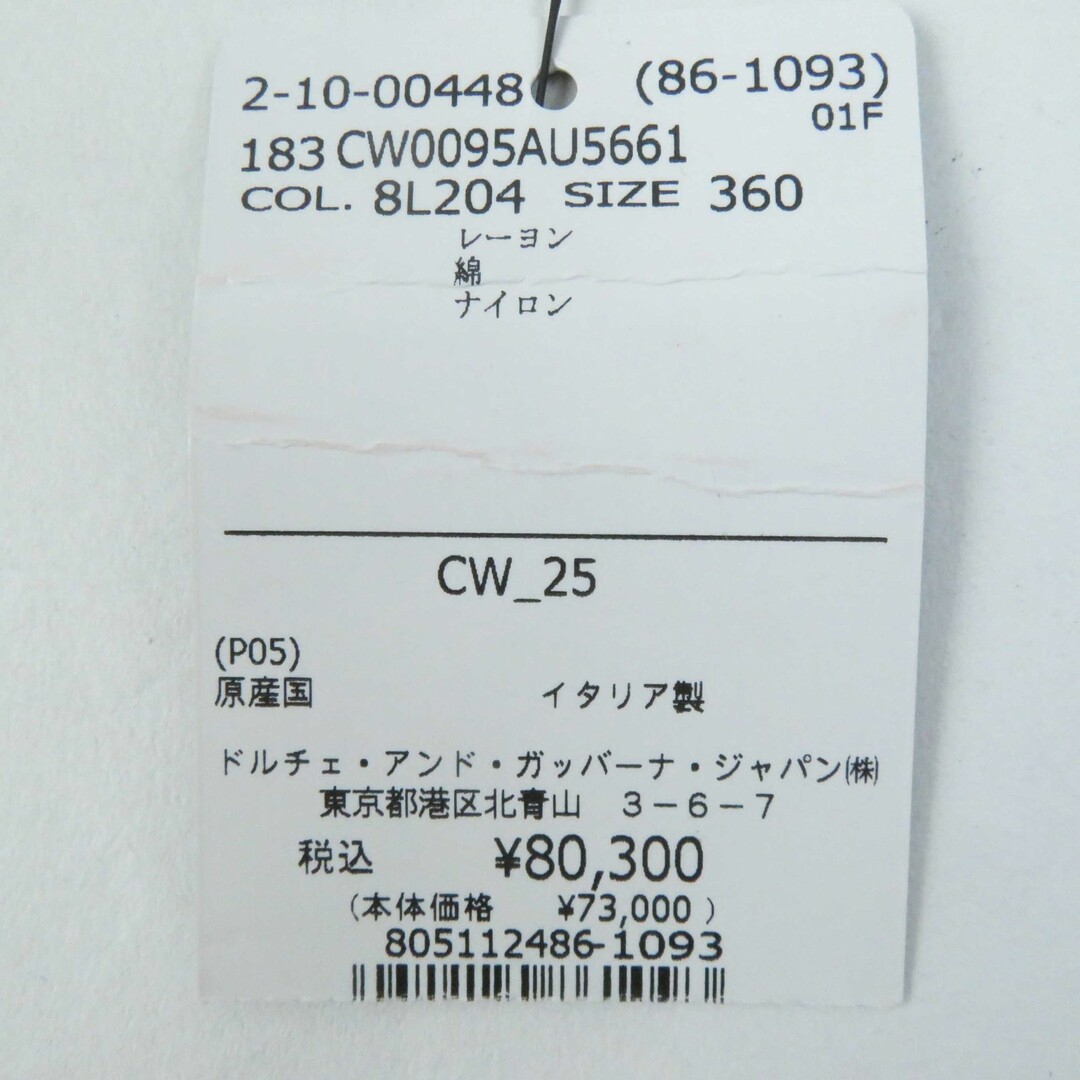 2-10-00448 (86-1093)
01F
183 CW0095AU5661
COL. 8L204 SIZE 360
レーヨン
綿
ナイロン
CW_25
(P05)
原産国 イタリア製
ドルチェ・アンド・ガッバーナ・ジャパン㈱
東京都港区北青山 3-6-7
税込 ¥80,300
(本体価格 ¥73,000)
805112486-1093